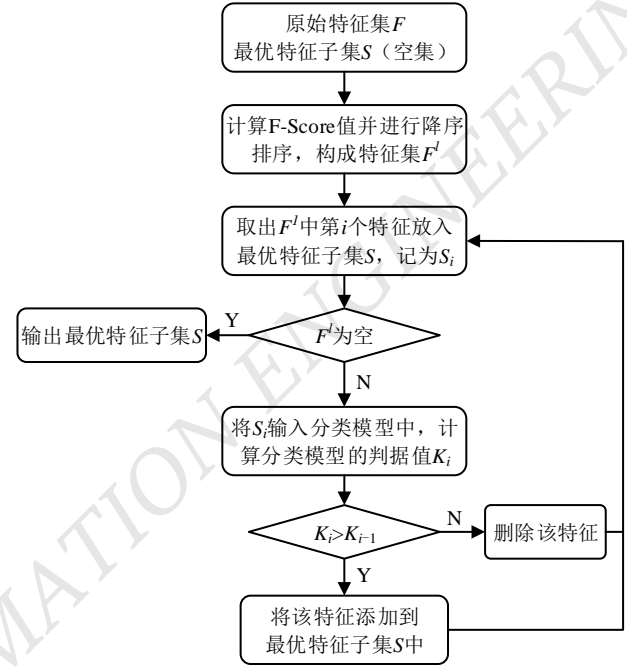 原始特征集F
最优特征子集S（空集）
计算F-Score值并进行降序
排序，构成特征集F^l
取出F^l中第i个特征放入
最优特征子集S，记为S_i
F^l为空
Y
输出最优特征子集S
N
将S_i输入分类模型中，计
算分类模型的判据值K_i
K_i>K_{i−1}
N
删除该特征
Y
将该特征添加到
最优特征子集S中
MATION ENGINEERIN